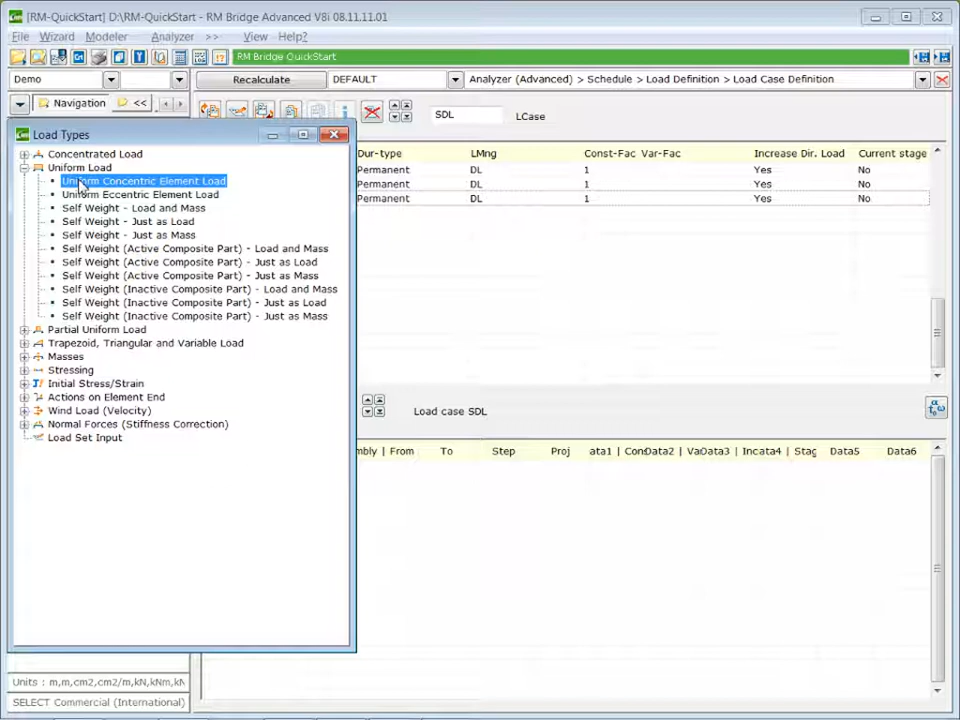 [RM-QuickStart] D:\RM-QuickStart - RM Bridge Advanced V8i 08.11.11.01
File Wizard Modeler Analyzer >> View Help?
RM Bridge QuickStart
Demo Recalculate DEFAULT Analyzer (Advanced) > Schedule > Load Definition > Load Case Definition
Navigation << SDL LCase
Load Types
Dur-type LMng Const-Fac Var-Fac Increase Dir. Load Current stage
Permanent DL 1 Yes No
Permanent DL 1 Yes No
Permanent DL 1 Yes No
Concentrated Load
Uniform Load
Uniform Concentric Element Load
Uniform Eccentric Element Load
Self Weight - Load and Mass
Self Weight - Just as Load
Self Weight - Just as Mass
Self Weight (Active Composite Part) - Load and Mass
Self Weight (Active Composite Part) - Just as Load
Self Weight (Active Composite Part) - Just as Mass
Self Weight (Inactive Composite Part) - Load and Mass
Self Weight (Inactive Composite Part) - Just as Load
Self Weight (Inactive Composite Part) - Just as Mass
Partial Uniform Load
Trapezoid, Triangular and Variable Load
Masses
Stressing
Initial Stress/Strain
Actions on Element End
Wind Load (Velocity)
Normal Forces (Stiffness Correction)
Load Set Input
Load case SDL
mbly | From To Step Proj ata1 | ConData2 | VaData3 | Incata4 | Stag Data5 Data6
Units : m,m,cm2,cm2/m,kN,kNm,kN
SELECT Commercial (International)